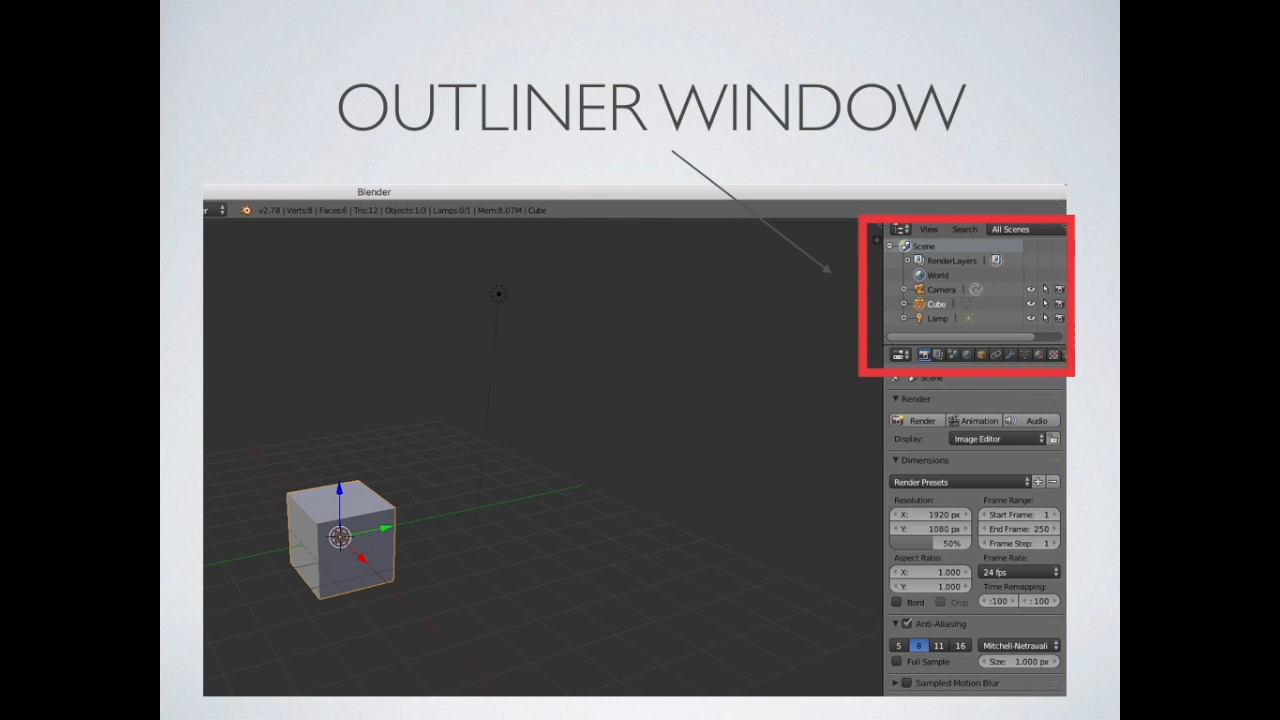 OUTLINER WINDOW
Blender
v2.78 | Verts:8 | Faces:6 | Tris:12 | Objects:1/3 | Lamps:0/1 | Mem:8.07M | Cube
View Search All Scenes
Scene
RenderLayers |
World
Camera |
Cube |
Lamp |
Scene
Render
Render Animation Audio
Display: Image Editor
Dimensions
Render Presets
Resolution: Frame Range:
X: 1920 px Start Frame: 1
Y: 1080 px End Frame: 250
50% Frame Step: 1
Aspect Ratio: Frame Rate:
X: 1.000 24 fps
Y: 1.000 Time Remapping:
Bord Crop :100 :100
Anti-Aliasing
5 8 11 16 Mitchell-Netravali
Full Sample Size: 1.000 px
Sampled Motion Blur